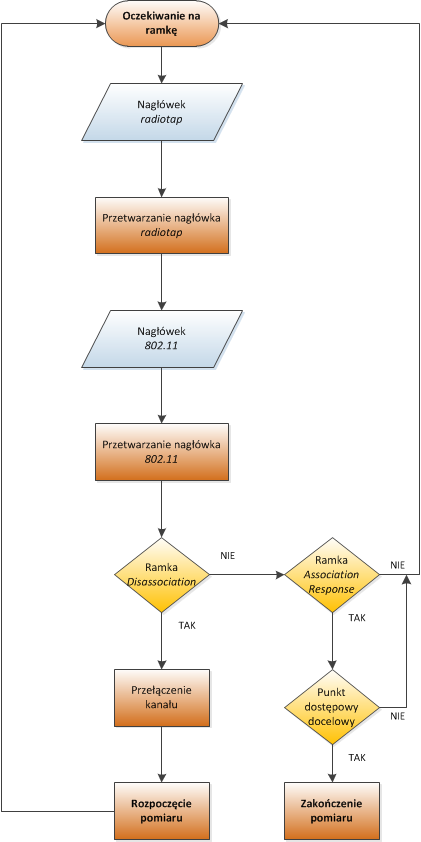 Oczekiwanie na
ramkę
Nagłówek
radiotap
Przetwarzanie nagłówka
radiotap
Nagłówek
802.11
Przetwarzanie nagłówka
802.11
Ramka
Disassociation
NIE
Ramka
Association
Response
NIE
TAK
TAK
Przełączenie
kanału
Punkt
dostępowy
docelowy
NIE
TAK
Rozpoczęcie
pomiaru
Zakończenie
pomiaru